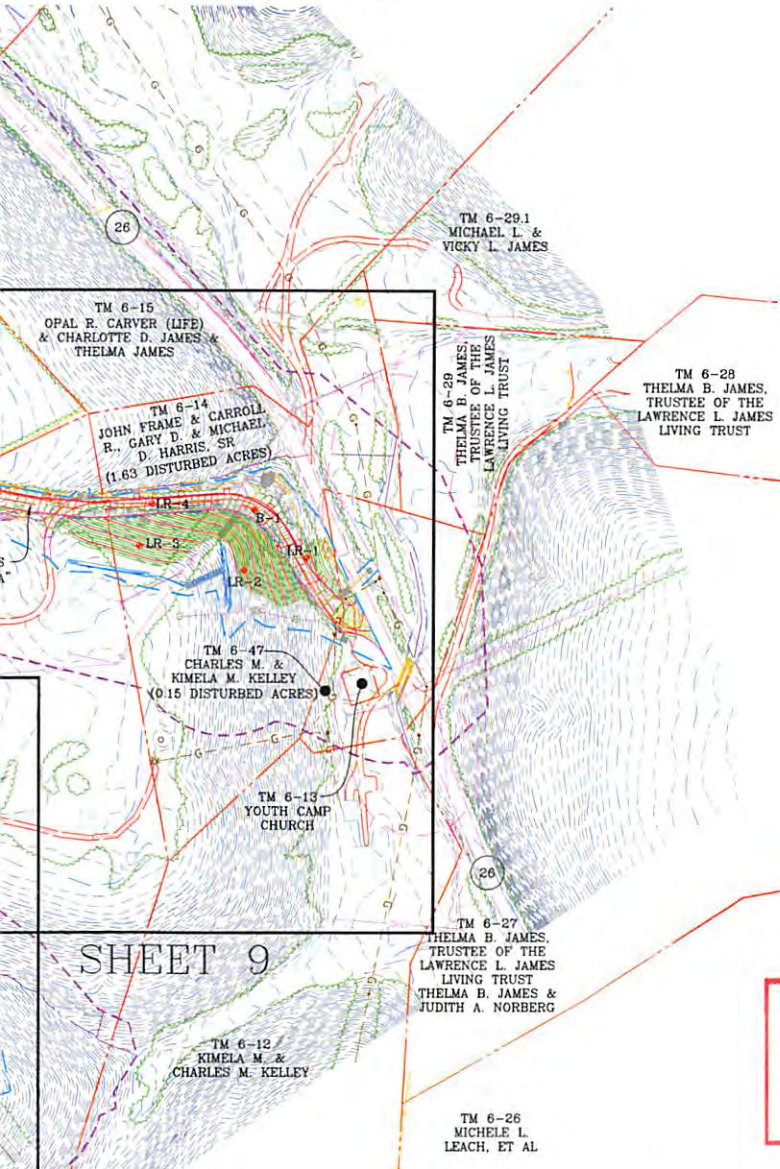 26
TM 6-29.1
MICHAEL L. &
VICKY L. JAMES
TM 6-15
OPAL R. CARVER (LIFE)
& CHARLOTTE D. JAMES &
THELMA JAMES
TM 6-29
THELMA B. JAMES,
TRUSTEE OF THE
LAWRENCE L. JAMES
LIVING TRUST
TM 6-28
THELMA B. JAMES,
TRUSTEE OF THE
LAWRENCE L. JAMES
LIVING TRUST
TM 6-14
JOHN FRAME & CARROLL
R., GARY D. & MICHAEL
D. HARRIS, SR
(1.63 DISTURBED ACRES)
LR-4
B-1
LR-3
LR-1
LR-2
S
A"
TM 6-47
CHARLES M. &
KIMELA M. KELLEY
(0.15 DISTURBED ACRES)
TM 6-13
YOUTH CAMP
CHURCH
26
SHEET 9
TM 6-27
THELMA B. JAMES,
TRUSTEE OF THE
LAWRENCE L. JAMES
LIVING TRUST
THELMA B. JAMES &
JUDITH A. NORBERG
TM 6-12
KIMELA M. &
CHARLES M. KELLEY
TM 6-26
MICHELE L.
LEACH, ET AL